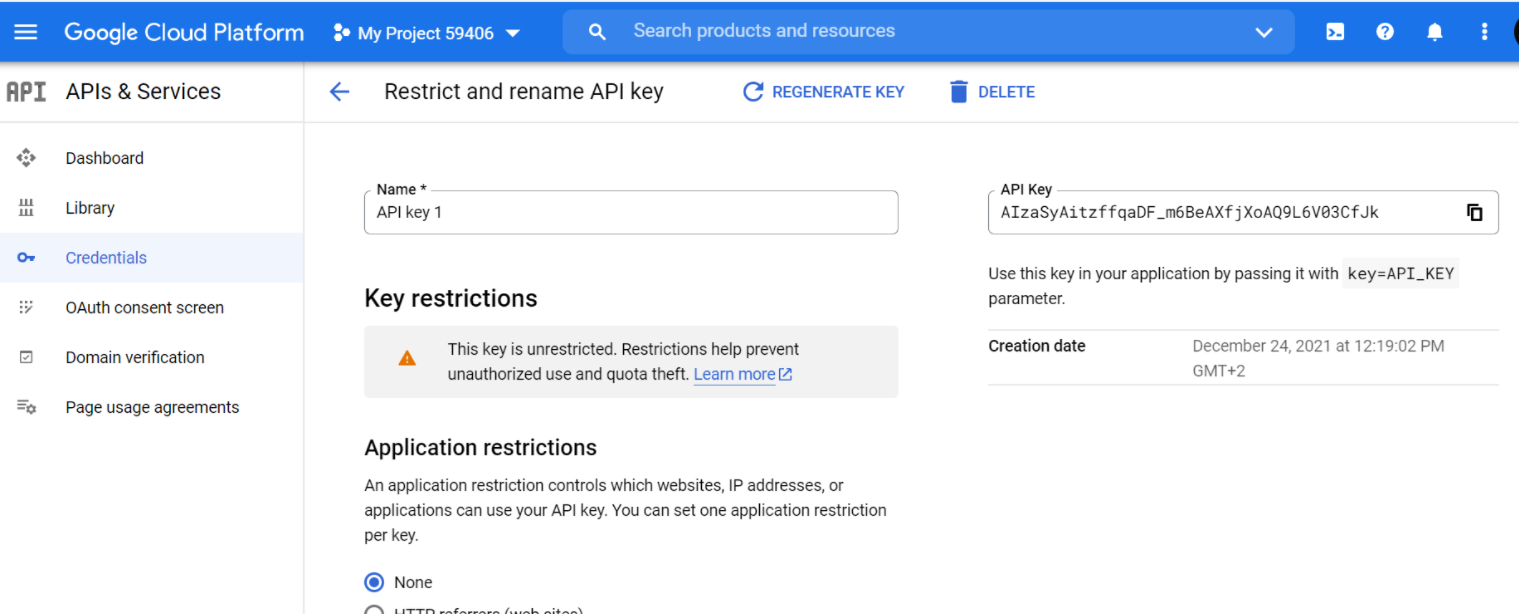 Google Cloud Platform
My Project 59406
Search products and resources
API
APIs & Services
Restrict and rename API key
REGENERATE KEY
DELETE
Dashboard
Library
Credentials
OAuth consent screen
Domain verification
Page usage agreements
Name *
API key 1
Key restrictions
This key is unrestricted. Restrictions help prevent
unauthorized use and quota theft. Learn more
Application restrictions
An application restriction controls which websites, IP addresses, or
applications can use your API key. You can set one application restriction
per key.
None
HTTP referrers (web sites)
API Key
AIzaSyAitzffqaDF_m6BeAXfjXoAQ9L6V03CfJk
Use this key in your application by passing it with key=API_KEY
parameter.
Creation date
December 24, 2021 at 12:19:02 PM
GMT+2